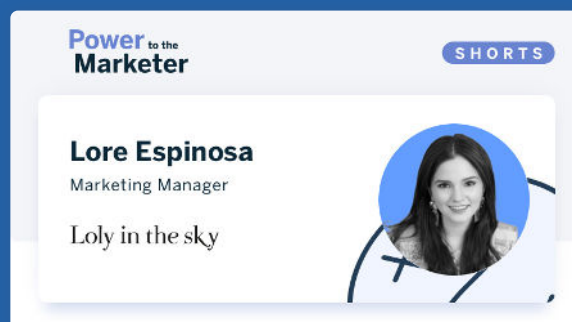 Power to the
Marketer
SHORTS
Lore Espinosa
Marketing Manager
Loly in the sky